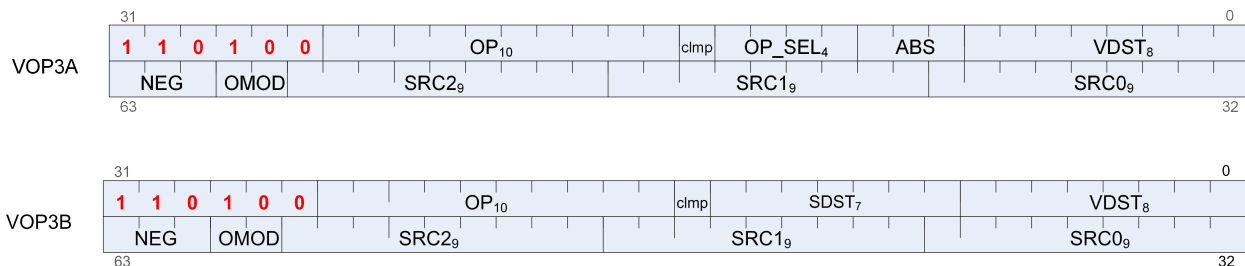 31 0
VOP3A 1 1 0 1 0 0 OP10 clmp OP_SEL4 ABS VDST8
NEG OMOD SRC29 SRC19 SRC09
63 32
31 0
VOP3B 1 1 0 1 0 0 OP10 clmp SDST7 VDST8
NEG OMOD SRC29 SRC19 SRC09
63 32